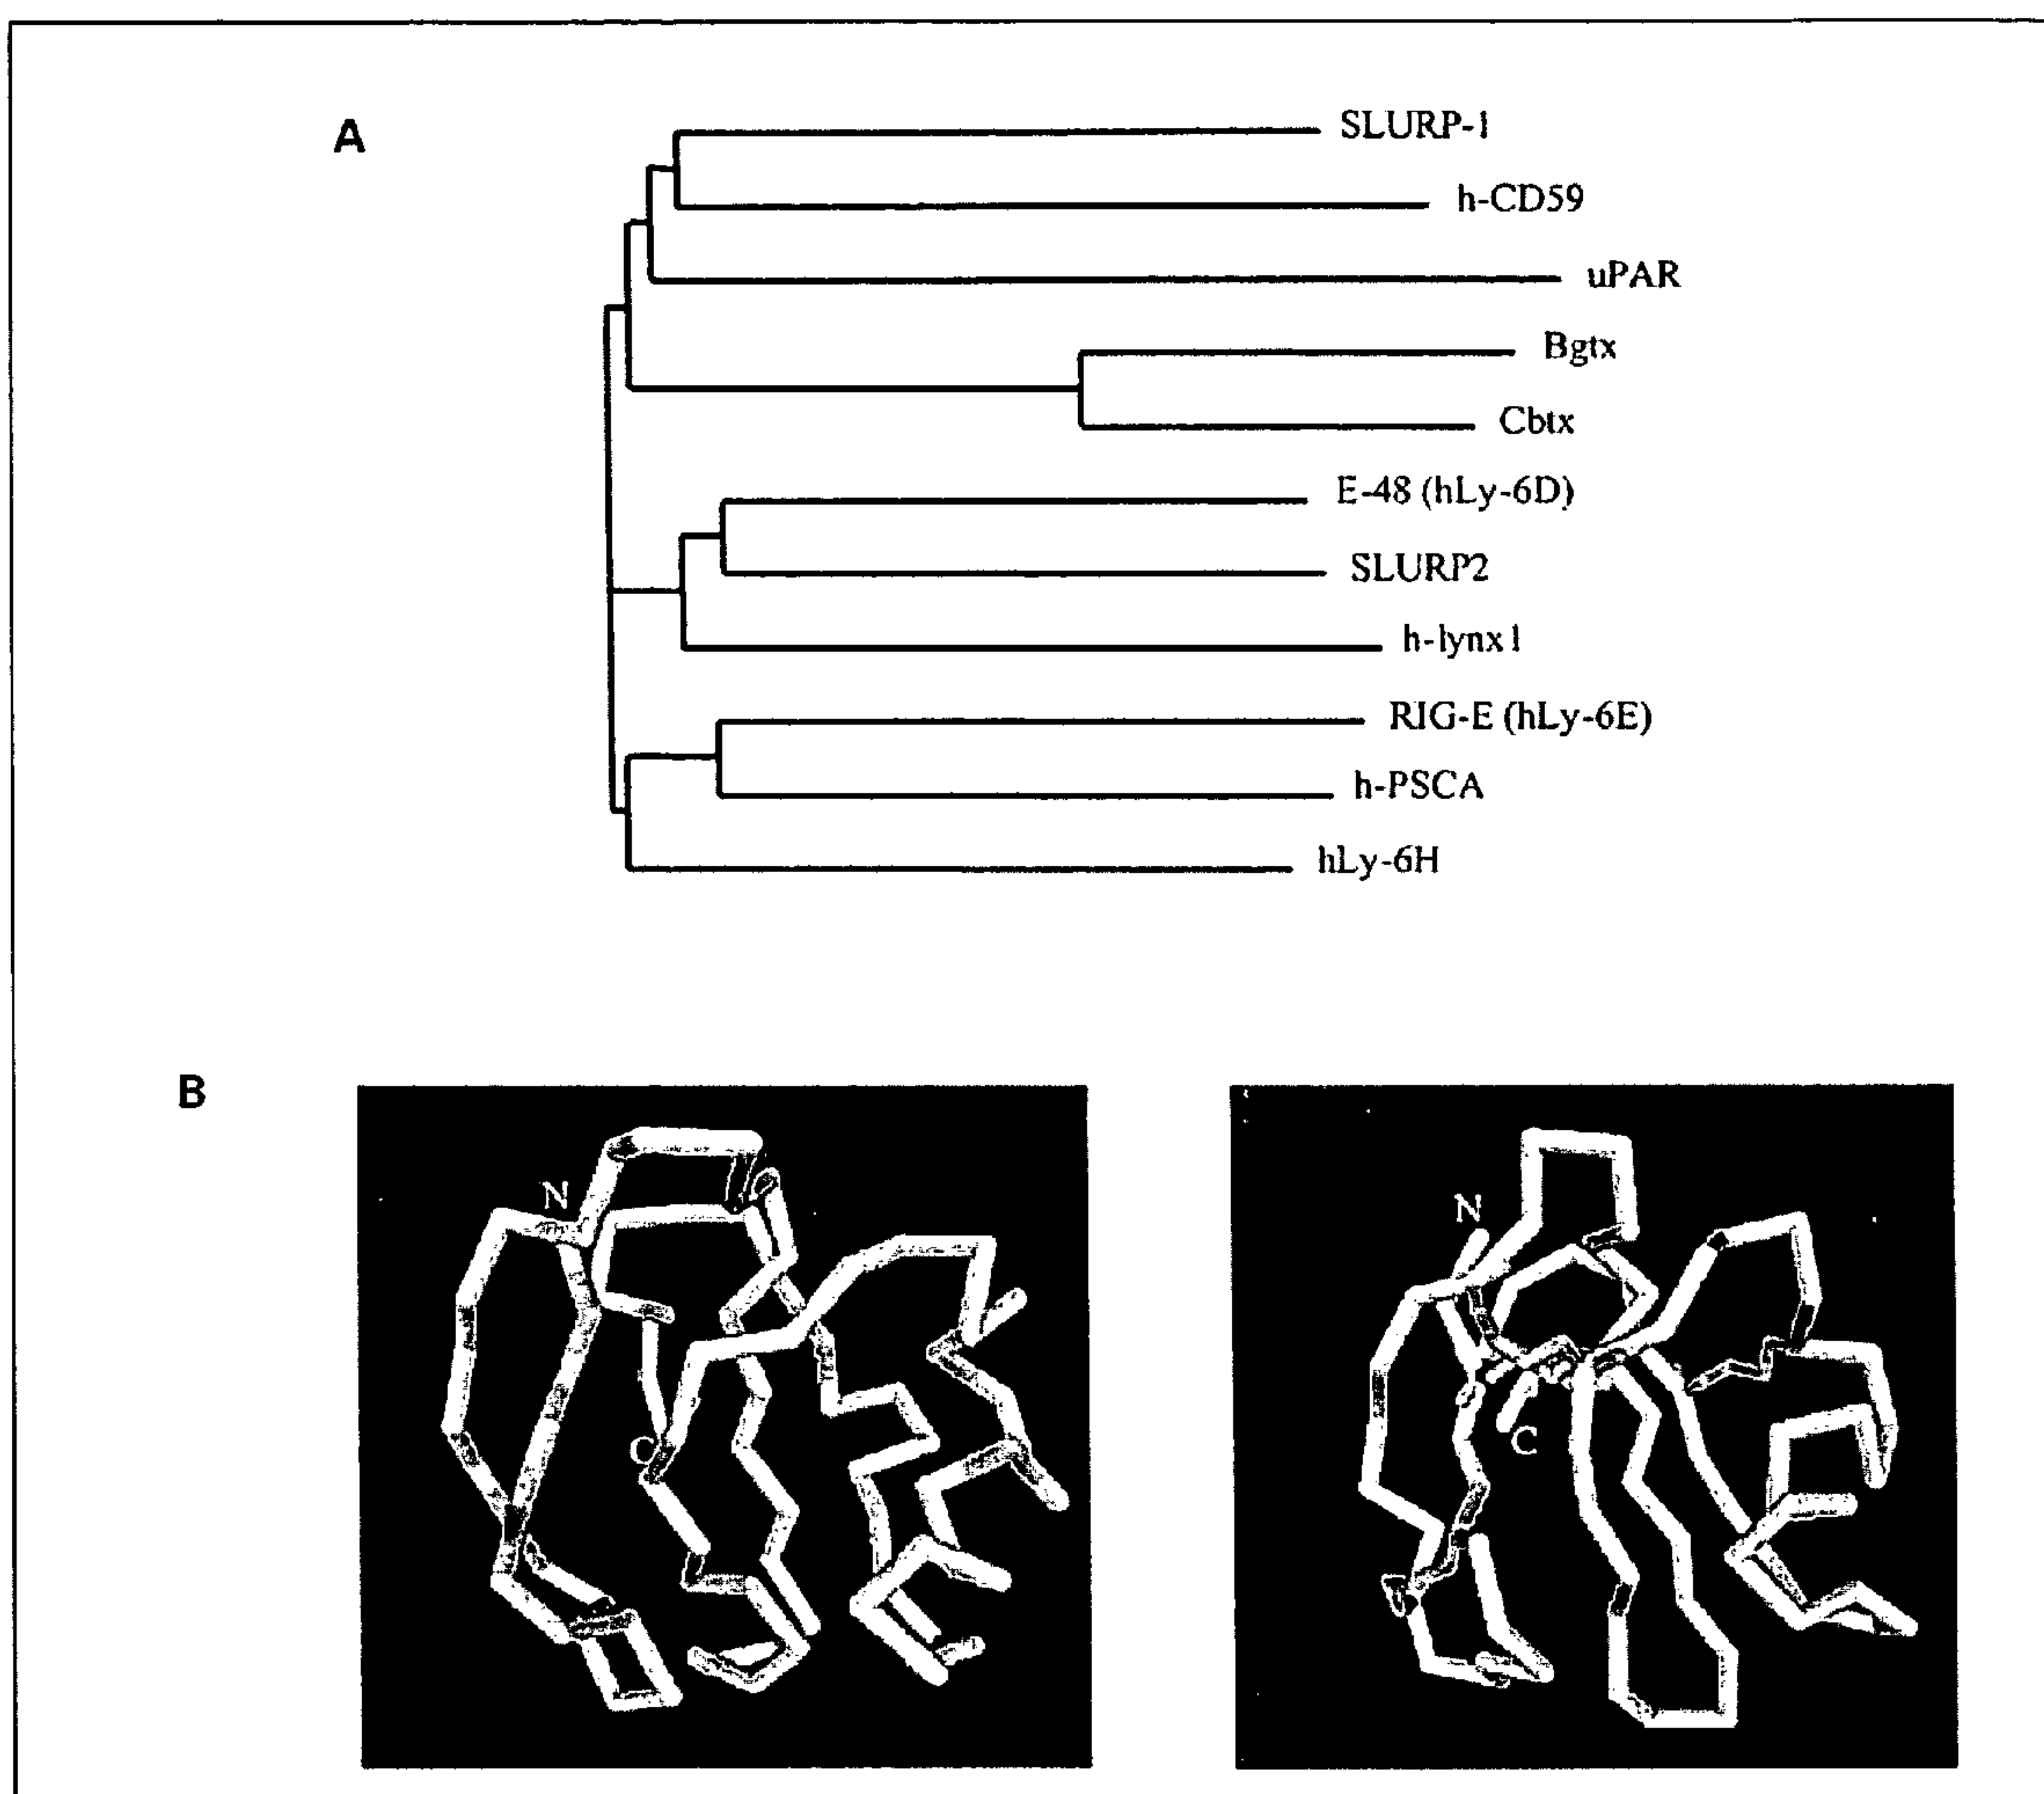 A
SLURP-1
h-CD59
uPAR
Bgtx
Cbtx
E-48 (hLy-6D)
SLURP2
h-lynx1
RIG-E (hLy-6E)
h-PSCA
hLy-6H
B
N
C
N
C